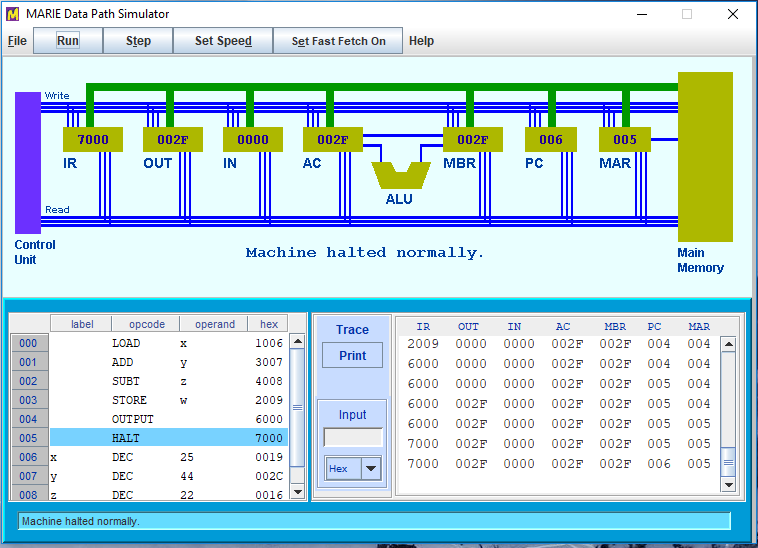 MARIE Data Path Simulator
File Run Step Set Speed Set Fast Fetch On Help
Write
7000 002F 0000 002F 002F 006 005
IR OUT IN AC MBR PC MAR
ALU
Read
Control
Unit
Machine halted normally.
Main
Memory
label opcode operand hex
000 LOAD x 1006
001 ADD y 3007
002 SUBT z 4008
003 STORE w 2009
004 OUTPUT 6000
005 HALT 7000
006 x DEC 25 0019
007 y DEC 44 002C
008 z DEC 22 0016
Trace
Print
Input
Hex
IR OUT IN AC MBR PC MAR
2009 0000 0000 002F 002F 004 004
6000 0000 0000 002F 002F 004 004
6000 0000 0000 002F 002F 005 004
6000 002F 0000 002F 002F 005 004
6000 002F 0000 002F 002F 005 005
7000 002F 0000 002F 002F 005 005
7000 002F 0000 002F 002F 006 005
Machine halted normally.